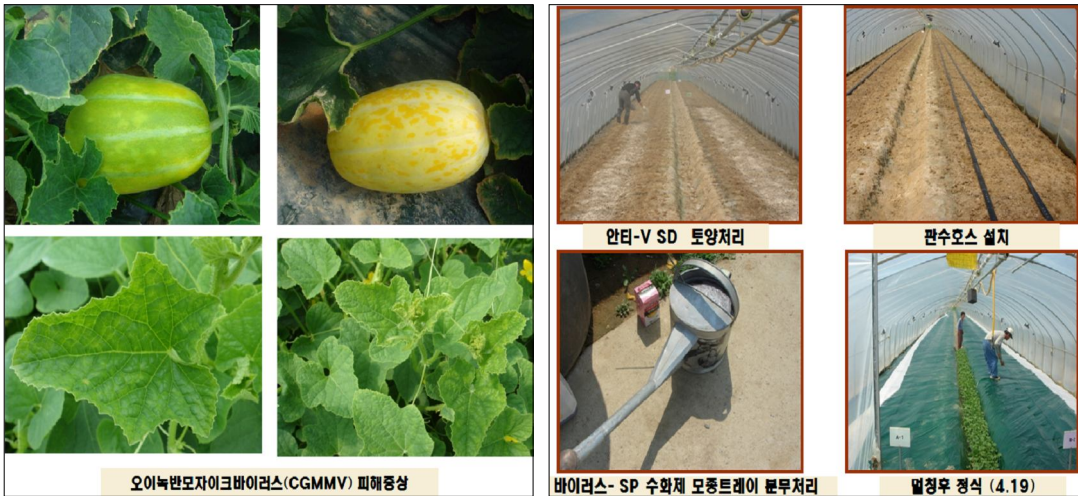 오이녹반모자이크바이러스(CGMMV) 피해증상
안티-V SD 토양처리
관수호스 설치
바이러스- SP 수화제 모종트레이 분무처리
멀칭후 정식 (4.19)